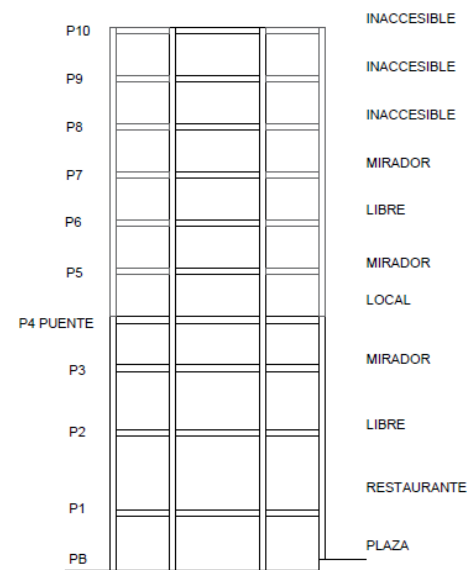 INACCESIBLE
P10
INACCESIBLE
P9
INACCESIBLE
P8
MIRADOR
P7
LIBRE
P6
MIRADOR
P5
LOCAL
P4 PUENTE
MIRADOR
P3
LIBRE
P2
RESTAURANTE
P1
PLAZA
PB